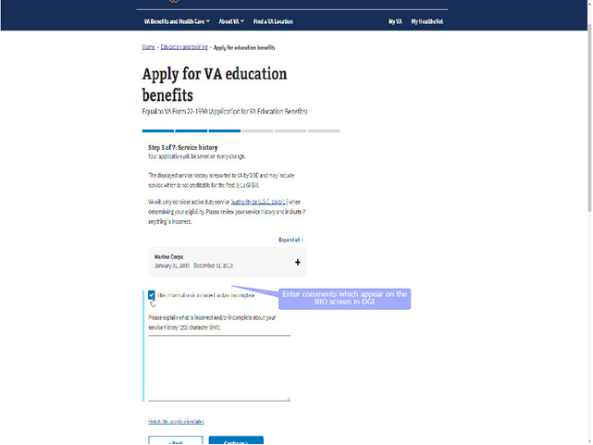 VA Benefits and Health Care About VA Find a VA Location My VA My HealtheVet
Home Education and training Apply for education benefits
Apply for VA education
benefits
Equal to VA Form 22-1990 (Application for VA Education Benefits)
Step 3 of 7: Service history
Your application will be saved on every change.
The displayed service history is reported to VA by DOD and may include
service which is not creditable for the Post-9/11 GI Bill.
VA will only consider active duty service ( U.S.C. ) when
determining your eligibility. Please review your service history and indicate if
anything is incorrect.
Expand all +
Marine Corps
January 01, - December 01,
+
This information is incorrect and/or incomplete
Enter comments which appear on the
BIO screen in DGI
Please explain what is incorrect and/or incomplete about your
service history (250 character limit)
Finish this application later
« Back Continue »